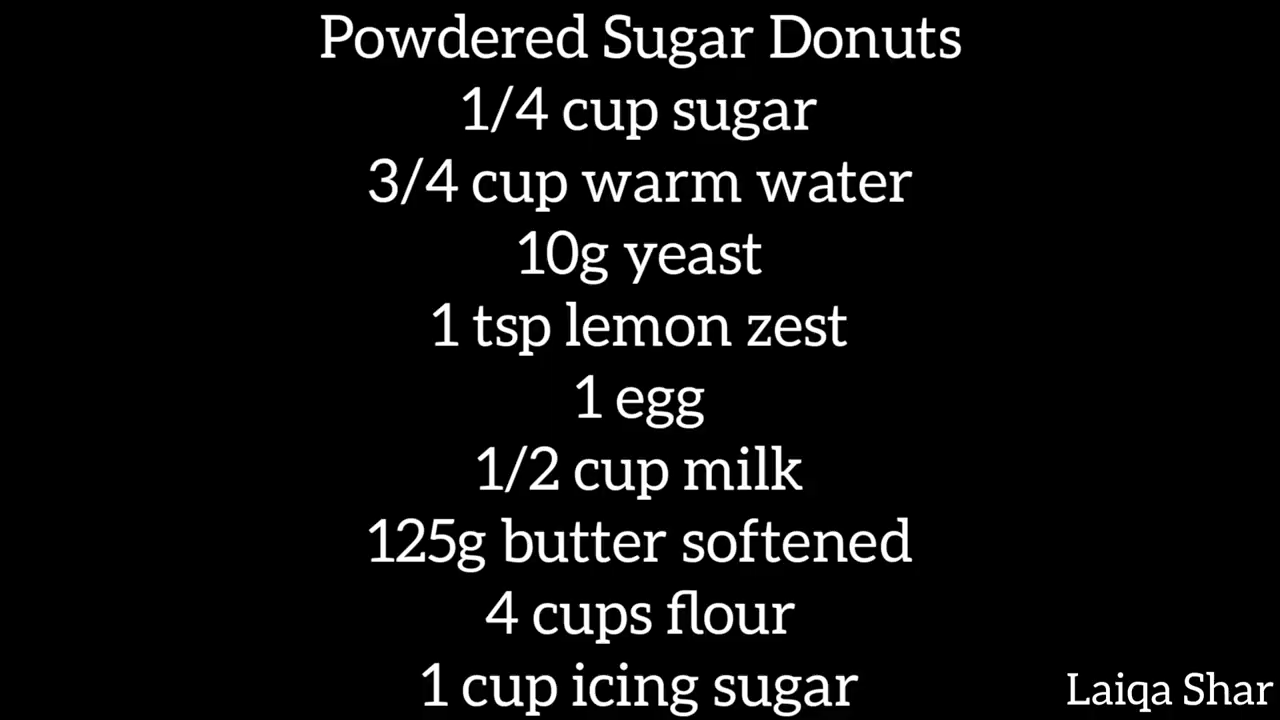 Powdered Sugar Donuts
1/4 cup sugar
3/4 cup warm water
10g yeast
1 tsp lemon zest
1 egg
1/2 cup milk
125g butter softened
4 cups flour
1 cup icing sugar
Laiqa Shar